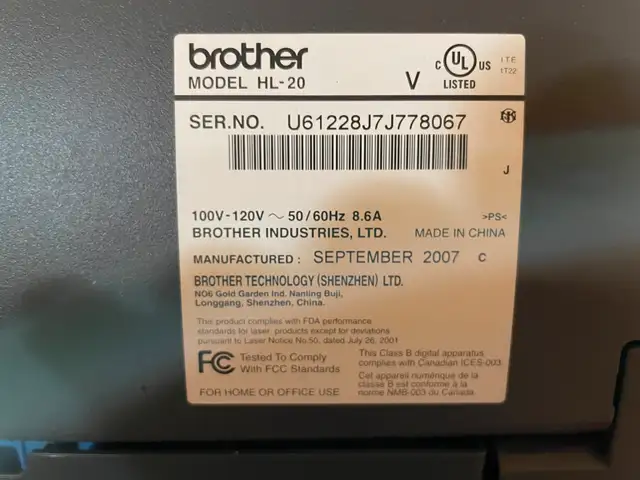 brother
MODEL HL-20
V
C UL US
LISTED
I.T.E.
1T22
SER.NO. U61228J7J778067
J
100V-120V ~ 50/60Hz 8.6A
>PS<
BROTHER INDUSTRIES, LTD. MADE IN CHINA
MANUFACTURED: SEPTEMBER 2007 C
BROTHER TECHNOLOGY (SHENZHEN) LTD.
NO6 Gold Garden Ind. Nanling Buji,
Longgang, Shenzhen, China.
This product complies with FDA performance
standards for laser products except for deviations
pursuant to Laser Notice No.50, dated July 26, 2001
FC Tested To Comply
With FCC Standards
FOR HOME OR OFFICE USE
This Class B digital apparatus
complies with Canadian ICES-003.
Cet appareil numérique de la
classe B est conforme à la
norme NMB-003 du Canada.